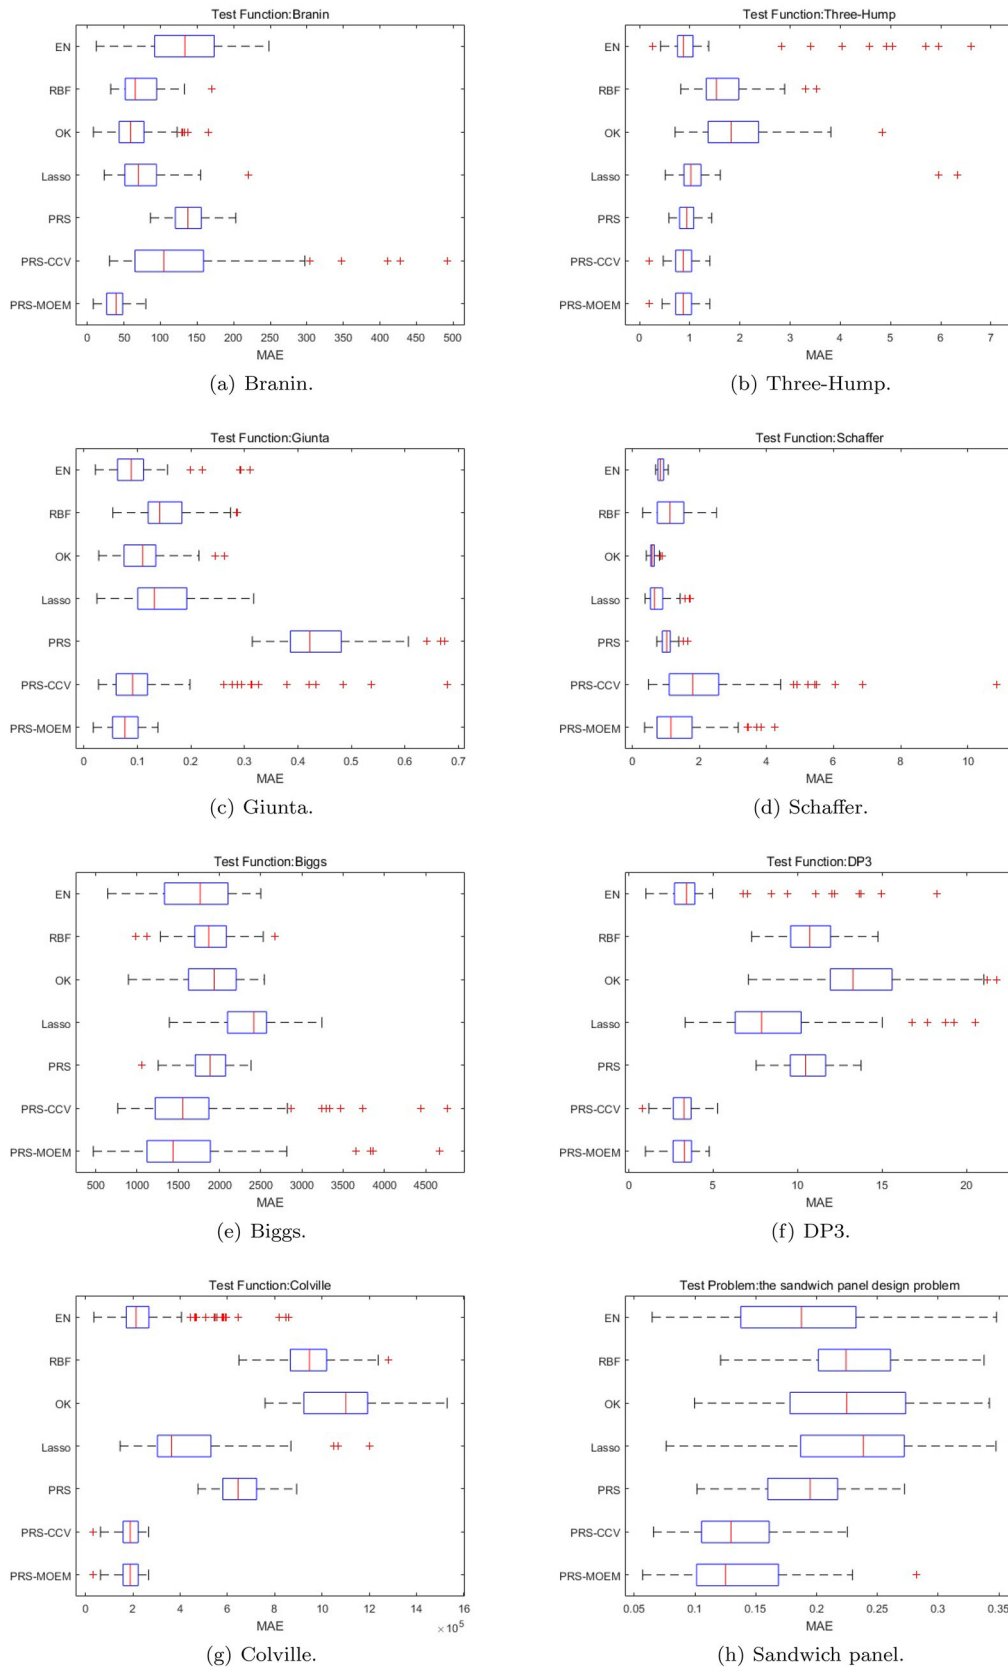 Test Function:Branin
EN
RBF
OK
Lasso
PRS
PRS-CCV
PRS-MOEM
0 50 100 150 200 250 300 350 400 450 500
MAE
(a) Branin.
Test Function:Three-Hump
EN
RBF
OK
Lasso
PRS
PRS-CCV
PRS-MOEM
0 1 2 3 4 5 6 7
MAE
(b) Three-Hump.
Test Function:Giunta
EN
RBF
OK
Lasso
PRS
PRS-CCV
PRS-MOEM
0 0.1 0.2 0.3 0.4 0.5 0.6 0.7
MAE
(c) Giunta.
Test Function:Schaffer
EN
RBF
OK
Lasso
PRS
PRS-CCV
PRS-MOEM
0 2 4 6 8 10
MAE
(d) Schaffer.
Test Function:Biggs
EN
RBF
OK
Lasso
PRS
PRS-CCV
PRS-MOEM
500 1000 1500 2000 2500 3000 3500 4000 4500
MAE
(e) Biggs.
Test Function:DP3
EN
RBF
OK
Lasso
PRS
PRS-CCV
PRS-MOEM
0 5 10 15 20
MAE
(f) DP3.
Test Function:Colville
EN
RBF
OK
Lasso
PRS
PRS-CCV
PRS-MOEM
0 2 4 6 8 10 12 14 16
MAE
×10⁵
(g) Colville.
Test Problem:the sandwich panel design problem
EN
RBF
OK
Lasso
PRS
PRS-CCV
PRS-MOEM
0.05 0.1 0.15 0.2 0.25 0.3 0.35
MAE
(h) Sandwich panel.